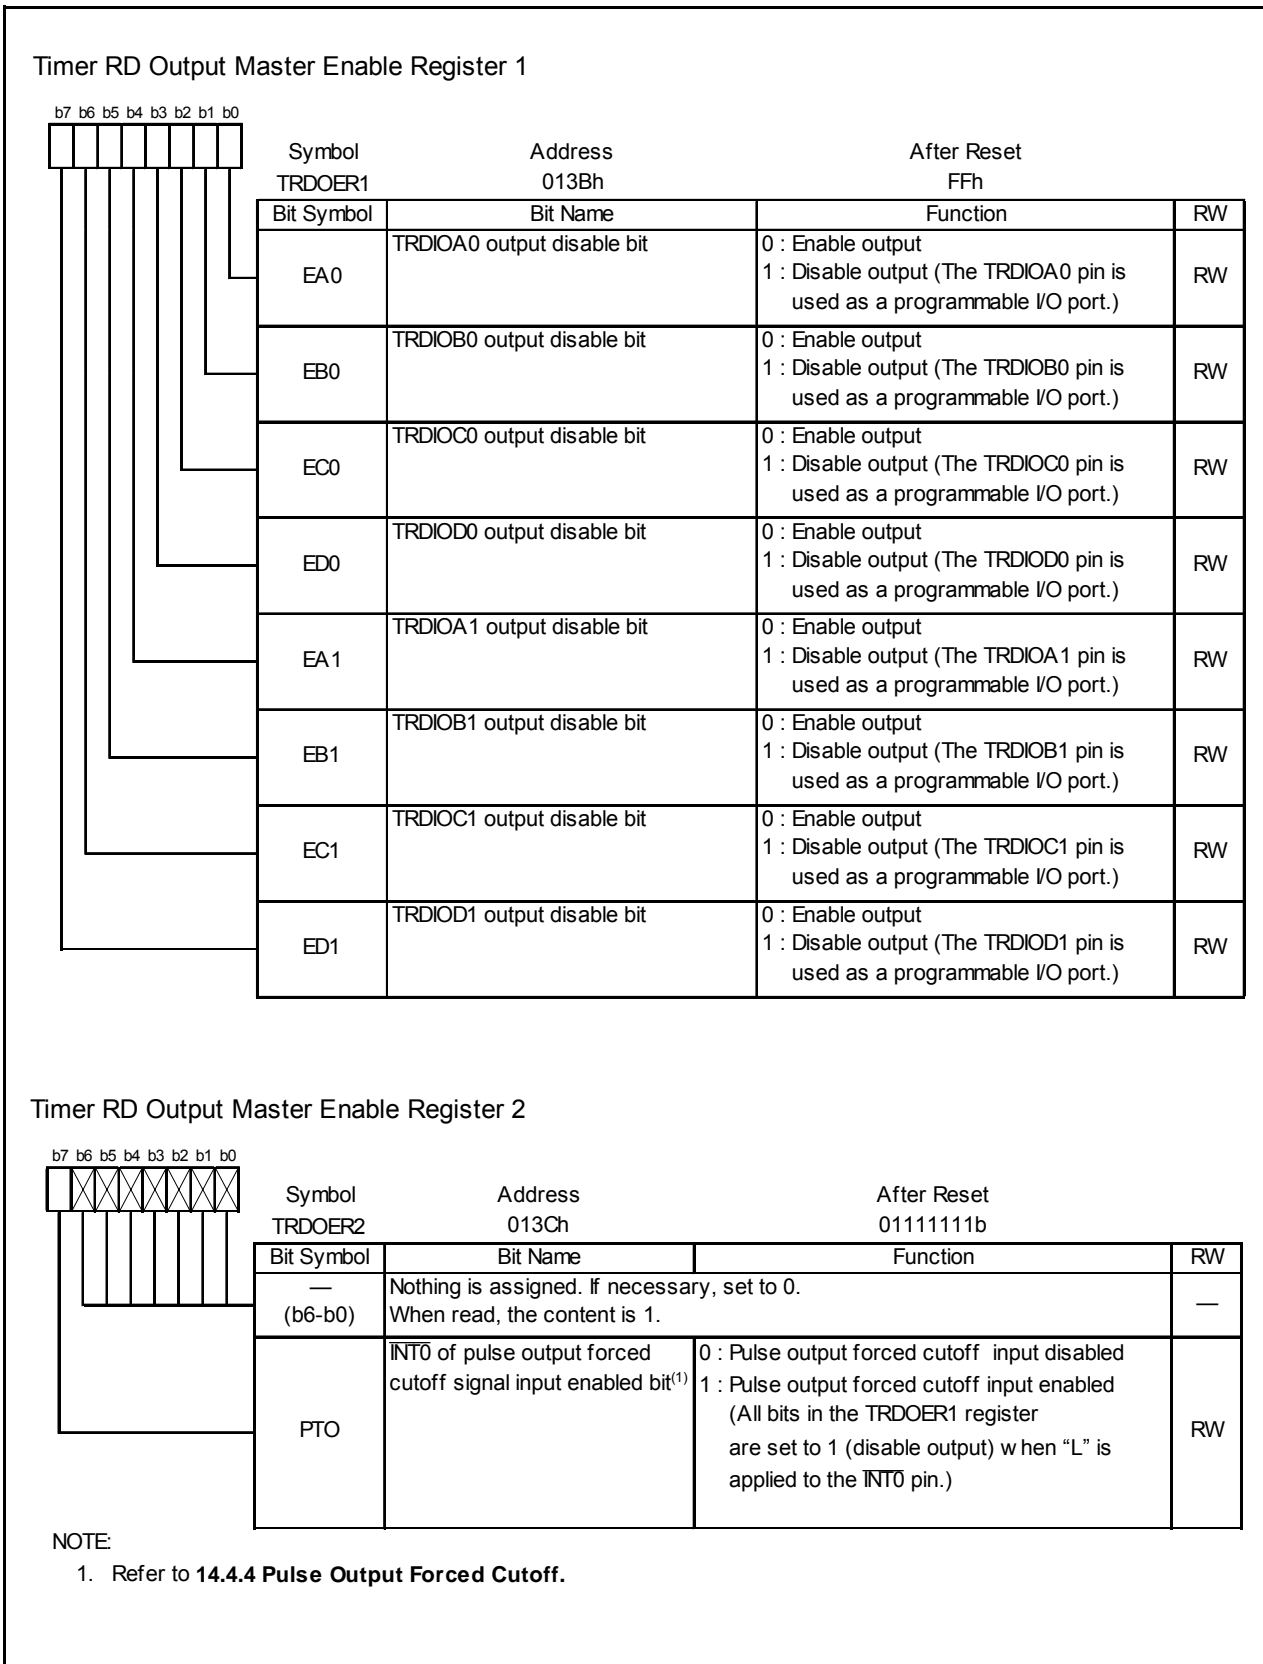 Timer RD Output Master Enable Register 1
b7 b6 b5 b4 b3 b2 b1 b0
Symbol Address After Reset
TRDOER1 013Bh FFh
Bit Symbol Bit Name Function RW
EA0 TRDIOA0 output disable bit 0 : Enable output
1 : Disable output (The TRDIOA0 pin is
used as a programmable I/O port.) RW
EB0 TRDIOB0 output disable bit 0 : Enable output
1 : Disable output (The TRDIOB0 pin is
used as a programmable I/O port.) RW
EC0 TRDIOC0 output disable bit 0 : Enable output
1 : Disable output (The TRDIOC0 pin is
used as a programmable I/O port.) RW
ED0 TRDIOD0 output disable bit 0 : Enable output
1 : Disable output (The TRDIOD0 pin is
used as a programmable I/O port.) RW
EA1 TRDIOA1 output disable bit 0 : Enable output
1 : Disable output (The TRDIOA1 pin is
used as a programmable I/O port.) RW
EB1 TRDIOB1 output disable bit 0 : Enable output
1 : Disable output (The TRDIOB1 pin is
used as a programmable I/O port.) RW
EC1 TRDIOC1 output disable bit 0 : Enable output
1 : Disable output (The TRDIOC1 pin is
used as a programmable I/O port.) RW
ED1 TRDIOD1 output disable bit 0 : Enable output
1 : Disable output (The TRDIOD1 pin is
used as a programmable I/O port.) RW
Timer RD Output Master Enable Register 2
b7 b6 b5 b4 b3 b2 b1 b0
Symbol Address After Reset
TRDOER2 013Ch 01111111b
Bit Symbol Bit Name Function RW
— Nothing is assigned. If necessary, set to 0.
(b6-b0) When read, the content is 1. —
PTO INT0 of pulse output forced
cutoff signal input enabled bit(1)
0 : Pulse output forced cutoff input disabled
1 : Pulse output forced cutoff input enabled
(All bits in the TRDOER1 register
are set to 1 (disable output) when “L” is
applied to the INT0 pin.) RW
NOTE:
1. Refer to 14.4.4 Pulse Output Forced Cutoff.